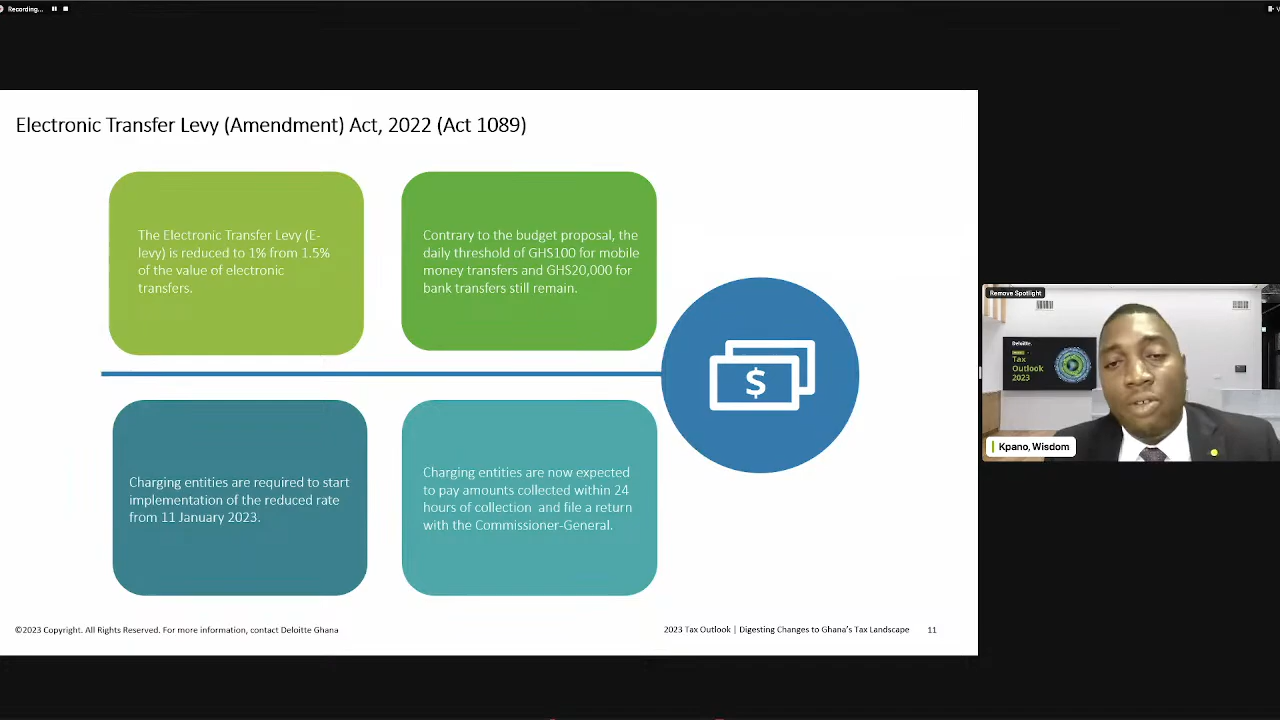 Recording...
Electronic Transfer Levy (Amendment) Act, 2022 (Act 1089)
The Electronic Transfer Levy (E-
levy) is reduced to 1% from 1.5%
of the value of electronic
transfers.
Contrary to the budget proposal, the
daily threshold of GHS100 for mobile
money transfers and GHS20,000 for
bank transfers still remain.
$
Charging entities are required to start
implementation of the reduced rate
from 11 January 2023.
Charging entities are now expected
to pay amounts collected within 24
hours of collection and file a return
with the Commissioner-General.
©2023 Copyright. All Rights Reserved. For more information, contact Deloitte Ghana
2023 Tax Outlook | Digesting Changes to Ghana's Tax Landscape 11
Remove Spotlight
Deloitte.
Tax
Outlook
2023
Kpano, Wisdom